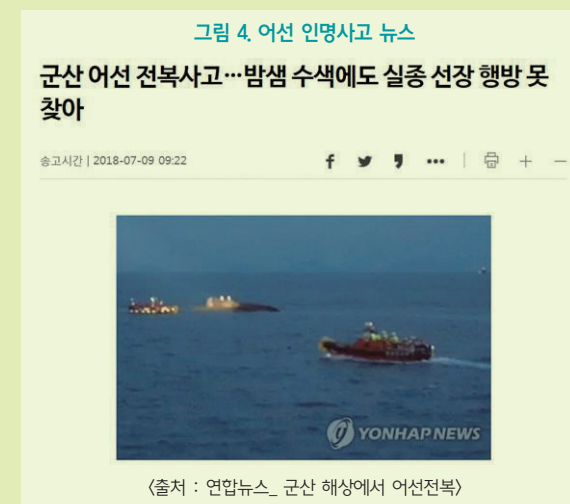 그림 4. 어선 인명사고 뉴스
군산 어선 전복사고…밤샘 수색에도 실종 선장 행방 못
찾아
송고시간 | 2018-07-09 09:22
YONHAP NEWS
〈출처 : 연합뉴스_ 군산 해상에서 어선전복〉